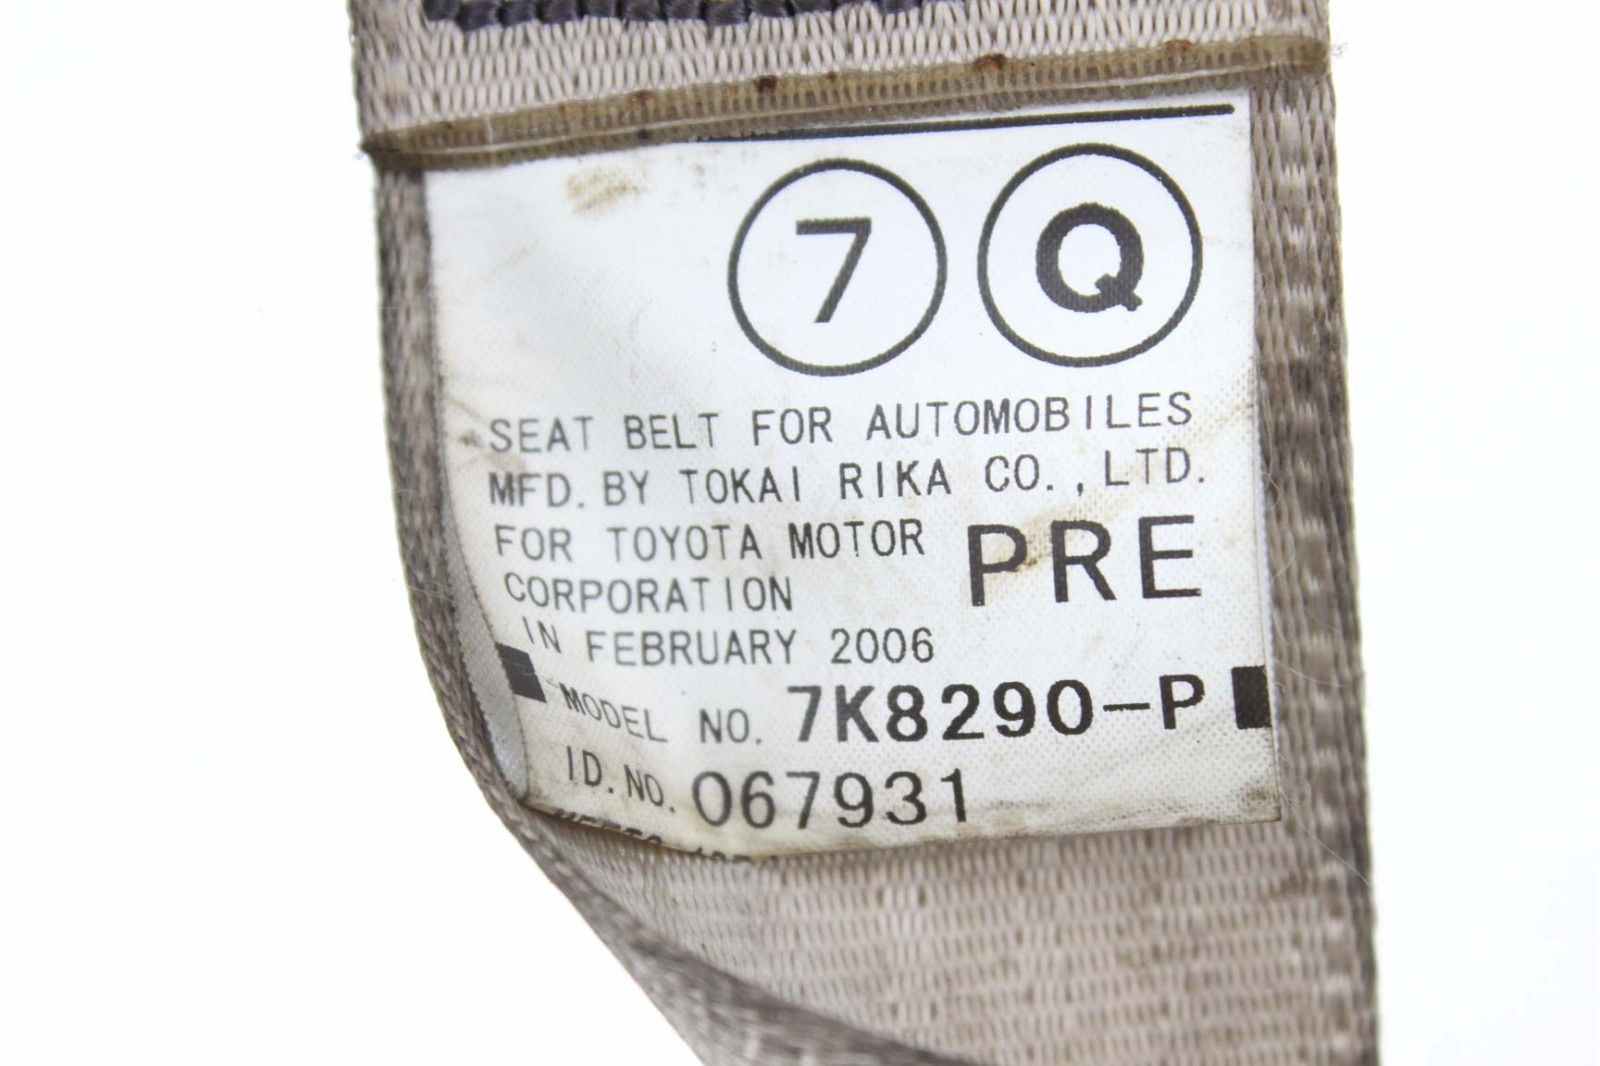 7 Q
SEAT BELT FOR AUTOMOBILES
MFD. BY TOKAI RIKA CO., LTD.
FOR TOYOTA MOTOR PRE
CORPORATION
IN FEBRUARY 2006
MODEL NO. 7K8290-P
ID. NO. 067931